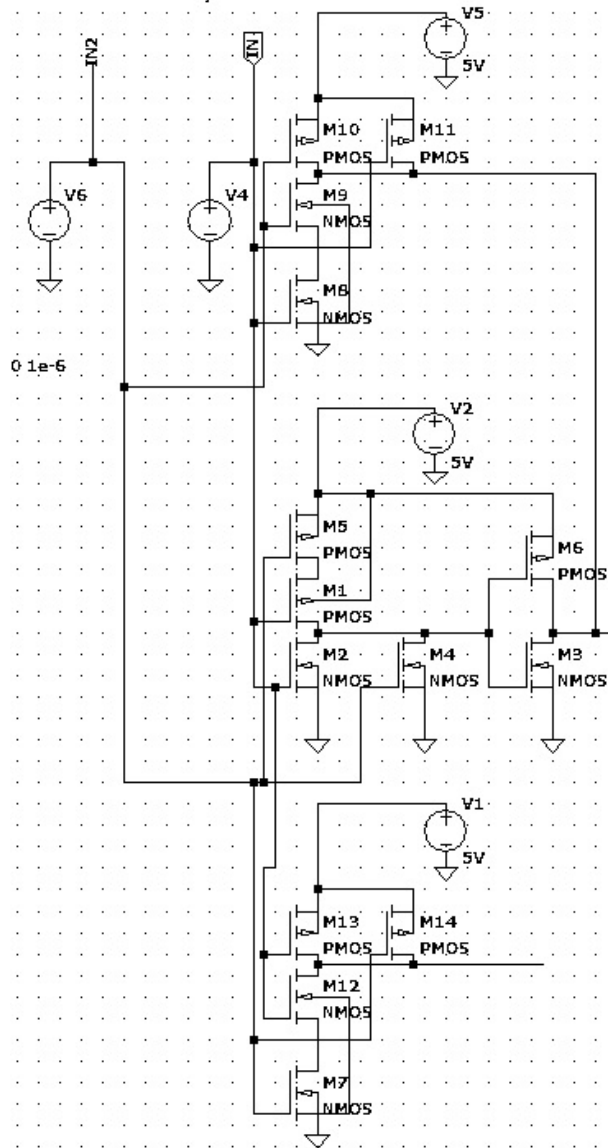 V5
IN2
IN
5V
M10
M11
PMOS
PMOS
V6
V4
M9
NMOS
M8
NMOS
0 1e-6
V2
5V
M5
M6
PMOS
PMOS
M1
PMOS
M2
M4
M3
NMOS
NMOS
NMOS
V1
5V
M13
M14
PMOS
PMOS
M12
NMOS
M7
NMOS